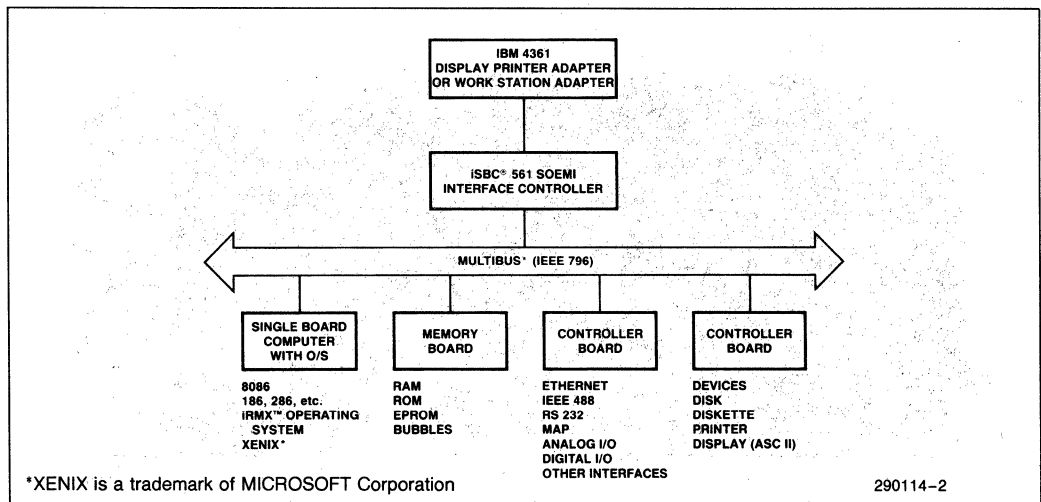 IBM 4361
DISPLAY PRINTER ADAPTER
OR WORK STATION ADAPTER
iSBC® 561 SOEMI
INTERFACE CONTROLLER
MULTIBUS* (IEEE 796)
SINGLE BOARD
COMPUTER
WITH O/S
8086
186, 286, etc.
iRMX™ OPERATING
SYSTEM
XENIX*
MEMORY
BOARD
RAM
ROM
EPROM
BUBBLES
CONTROLLER
BOARD
ETHERNET
IEEE 488
RS 232
MAP
ANALOG I/O
DIGITAL I/O
OTHER INTERFACES
CONTROLLER
BOARD
DEVICES
DISK
DISKETTE
PRINTER
DISPLAY (ASC II)
*XENIX is a trademark of MICROSOFT Corporation
290114-2